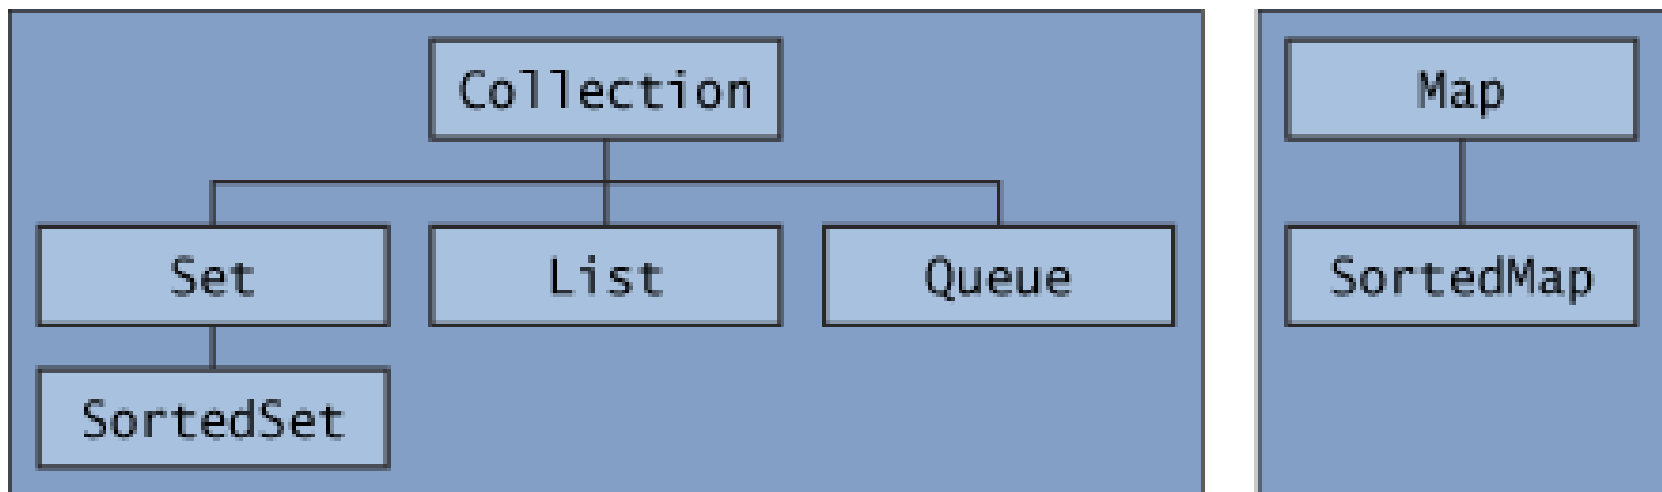 Collection
Map
Set
List
Queue
SortedMap
SortedSet